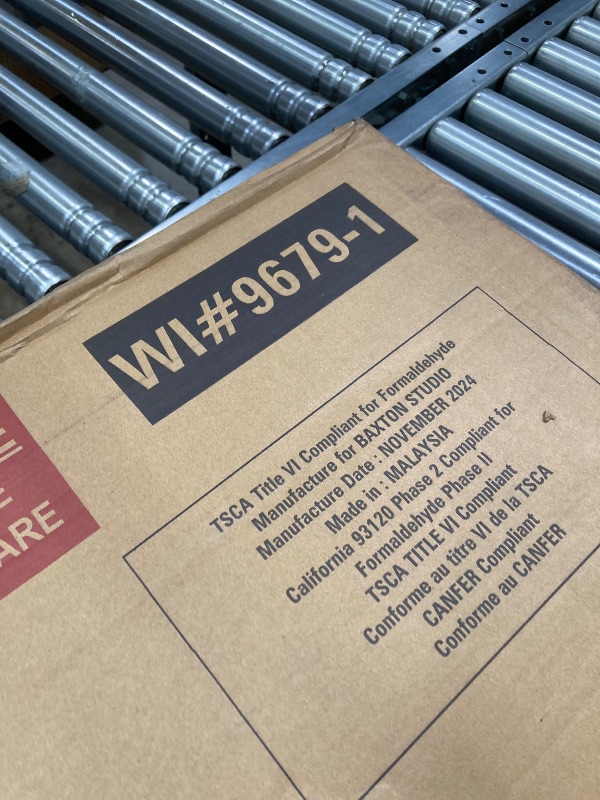 WI#9679-1
TSCA Title VI Compliant for Formaldehyde
Manufacture for BAXTON STUDIO
Manufacture Date : NOVEMBER 2024
Made in : MALAYSIA
California 93120 Phase 2 Compliant for
Formaldehyde Phase II
TSCA TITLE VI Compliant
Conforme au titre VI de la TSCA
CANFER Compliant
Conforme au CANFER